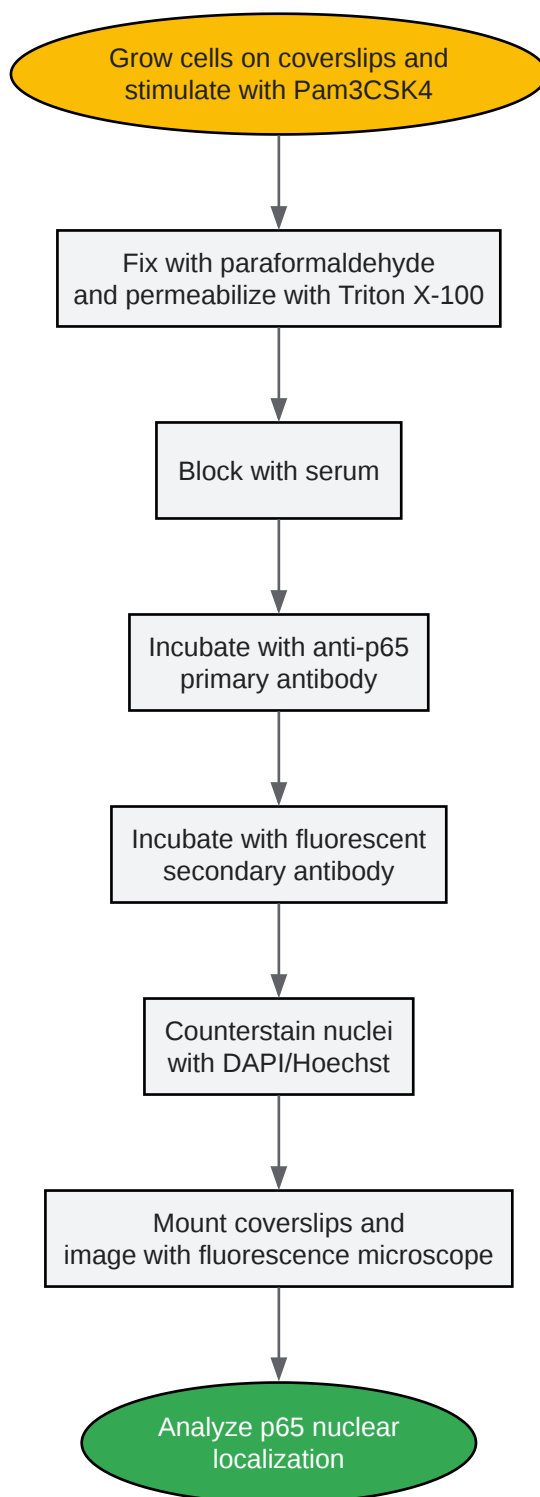 Grow cells on coverslips and
stimulate with Pam3CSK4
Fix with paraformaldehyde
and permeabilize with Triton X-100
Block with serum
Incubate with anti-p65
primary antibody
Incubate with fluorescent
secondary antibody
Counterstain nuclei
with DAPI/Hoechst
Mount coverslips and
image with fluorescence microscope
Analyze p65 nuclear
localization